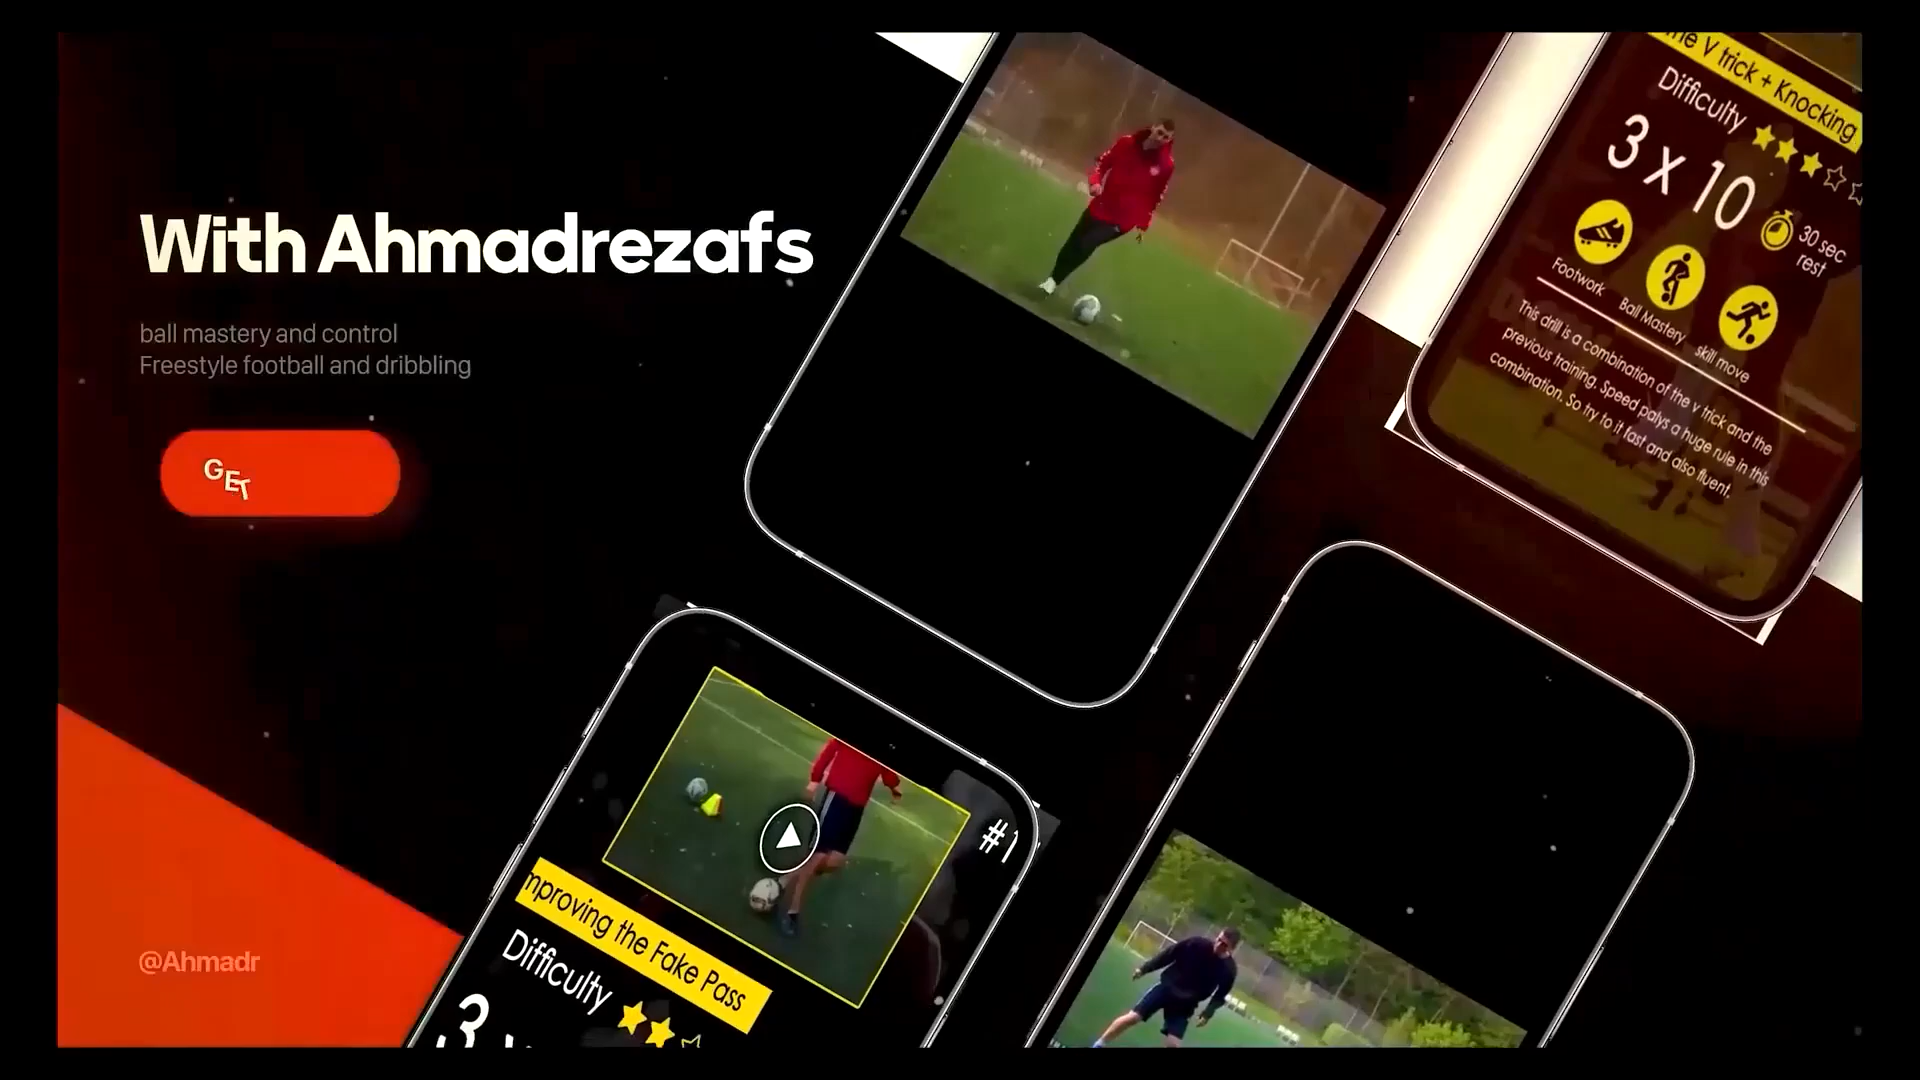 With Ahmadrezafs
ball mastery and control
Freestyle football and dribbling
GET
@Ahmadr
V trick + Knocking
Difficulty
3 x 10
30 sec
rest
Footwork
Ball Mastery
skill move
This drill is a combination of the v trick and the
previous training. Speed palys a huge rule in this
combination. So try to it fast and also fluent.
#1
mproving the Fake Pass
Difficulty
3 x